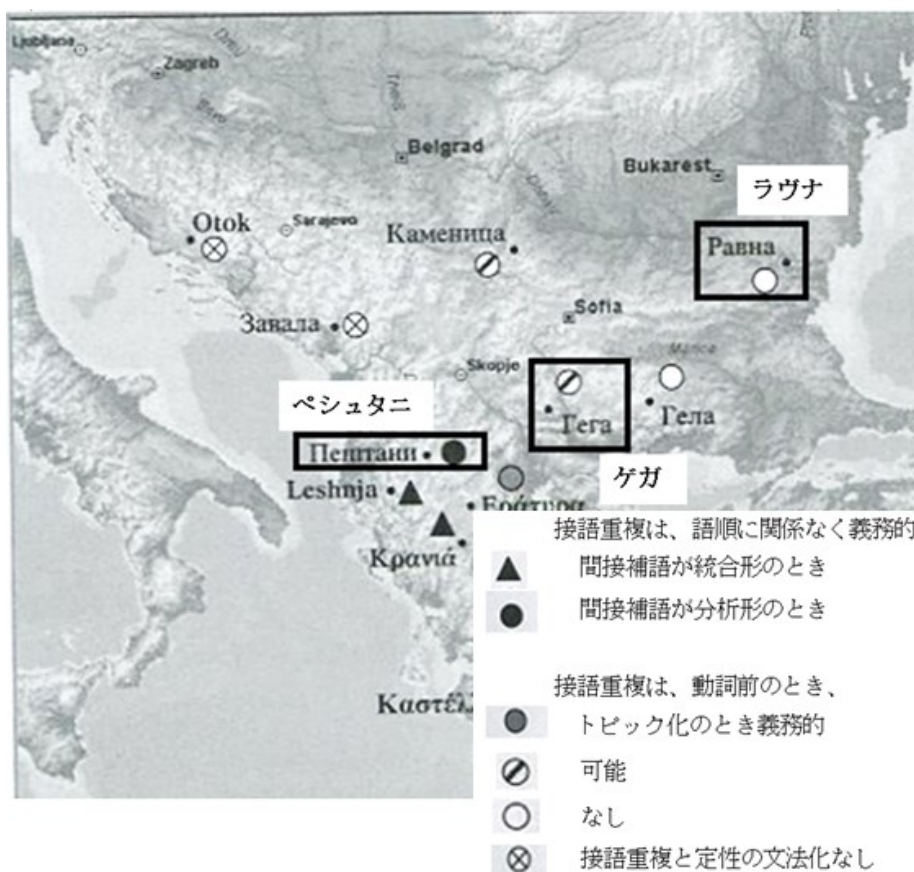 Ljubljana
Zagreb
Belgrad
Bukarest
ラヴナ
Otok
Sarajevo
Каменица
Равна
Завала
Sofia
Skopje
Гега
Гела
ペシュタニ
Пештани
ゲガ
Leshnja
Ερατυρα
Κρανιά
Καστέλ
接語重複は、語順に関係なく義務的
間接補語が統合形のとき
間接補語が分析形のとき
接語重複は、動詞前のとき、
トピック化のとき義務的
可能
なし
接語重複と定性の文法化なし